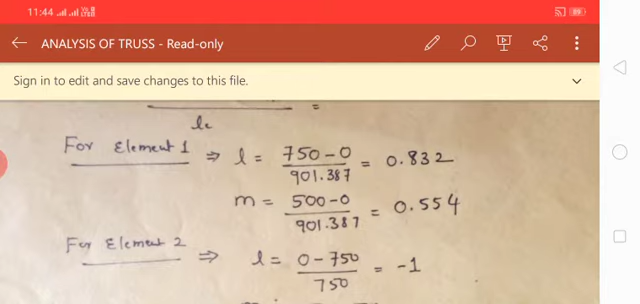 11:44
89
ANALYSIS OF TRUSS - Read-only
Sign in to edit and save changes to this file.
le =
For Element 1 ⇒ l = 750-0 / 901.387 = 0.832
m = 500-0 / 901.387 = 0.554
For Element 2 ⇒ l = 0-750 / 750 = -1